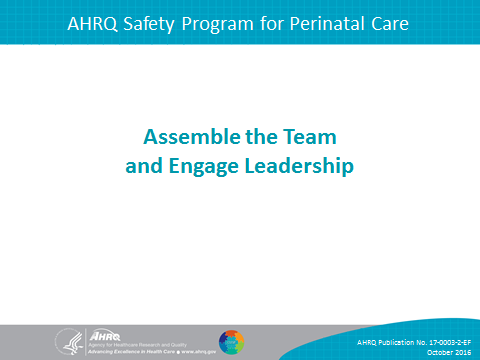 AHRQ Safety Program for Perinatal Care
Assemble the Team
and Engage Leadership
AHRQ
Agency for Healthcare Research and Quality
Advancing Excellence in Health Care • www.ahrq.gov
AHRQ Publication No. 17-0003-2-EF
October 2016